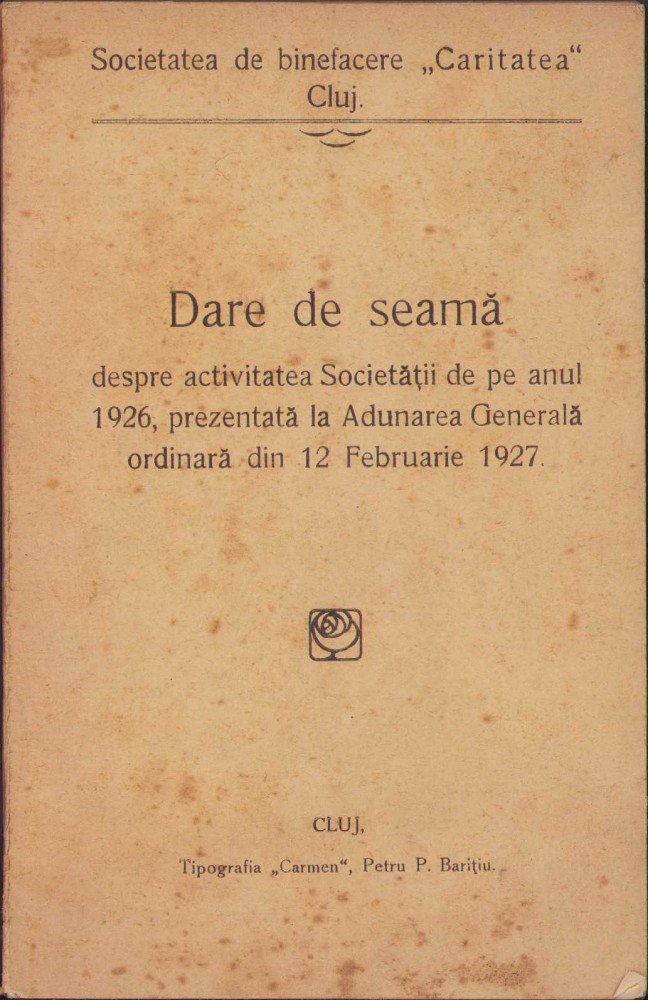 Societatea de binefacere „Caritatea“
Cluj.
Dare de seamă
despre activitatea Societății de pe anul
1926, prezentată la Adunarea Generală
ordinară din 12 Februarie 1927.
CLUJ,
Tipografia „Carmen“, Petru P. Barițiu.